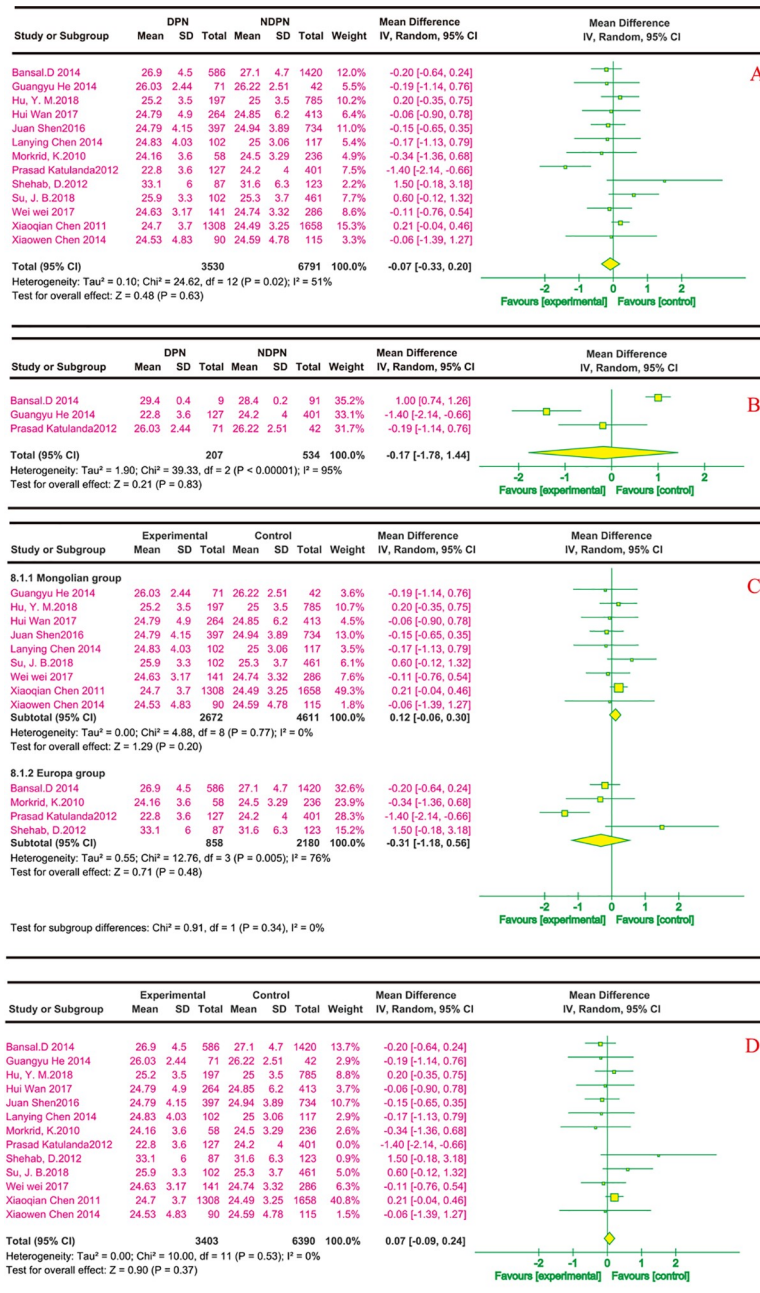 DPN NDPN Mean Difference Mean Difference
Study or Subgroup Mean SD Total Mean SD Total Weight IV, Random, 95% CI IV, Random, 95% CI
A
Bansal.D 2014 26.9 4.5 586 27.1 4.7 1420 12.0% -0.20 [-0.64, 0.24]
Guangyu He 2014 26.03 2.44 71 26.22 2.51 42 5.5% -0.19 [-1.14, 0.76]
Hu, Y. M.2018 25.2 3.5 197 25 3.5 785 10.2% 0.20 [-0.35, 0.75]
Hui Wan 2017 24.79 4.9 264 24.85 6.2 413 6.6% -0.06 [-0.90, 0.78]
Juan Shen2016 24.79 4.15 397 24.94 3.89 734 11.0% -0.15 [-0.65, 0.35]
Lanying Chen 2014 24.83 4.03 102 25 3.06 117 5.4% -0.17 [-1.13, 0.79]
Morkrid, K.2010 24.16 3.6 58 24.5 3.29 236 5.0% -0.34 [-1.36, 0.68]
Prasad Katulanda2012 22.8 3.6 127 24.2 4 401 7.5% -1.40 [-2.14, -0.66]
Shehab, D.2012 33.1 6 87 31.6 6.3 123 2.2% 1.50 [-0.18, 3.18]
Su, J. B.2018 25.9 3.3 102 25.3 3.7 461 7.7% 0.60 [-0.12, 1.32]
Wei wei 2017 24.63 3.17 141 24.74 3.32 286 8.6% -0.11 [-0.76, 0.54]
Xiaoqian Chen 2011 24.7 3.7 1308 24.49 3.25 1658 15.3% 0.21 [-0.04, 0.46]
Xiaowen Chen 2014 24.53 4.83 90 24.59 4.78 115 3.3% -0.06 [-1.39, 1.27]
Total (95% CI) 3530 6791 100.0% -0.07 [-0.33, 0.20]
Heterogeneity: Tau² = 0.10; Chi² = 24.62, df = 12 (P = 0.02); I² = 51%
Test for overall effect: Z = 0.48 (P = 0.63)
-2 -1 0 1 2
Favours [experimental] Favours [control]
DPN NDPN Mean Difference Mean Difference
Study or Subgroup Mean SD Total Mean SD Total Weight IV, Random, 95% CI IV, Random, 95% CI
B
Bansal.D 2014 29.4 0.4 9 28.4 0.2 91 35.2% 1.00 [0.74, 1.26]
Guangyu He 2014 22.8 3.6 127 24.2 4 401 33.1% -1.40 [-2.14, -0.66]
Prasad Katulanda2012 26.03 2.44 71 26.22 2.51 42 31.7% -0.19 [-1.14, 0.76]
Total (95% CI) 207 534 100.0% -0.17 [-1.78, 1.44]
Heterogeneity: Tau² = 1.90; Chi² = 39.33, df = 2 (P < 0.00001); I² = 95%
Test for overall effect: Z = 0.21 (P = 0.83)
-2 -1 0 1 2
Favours [experimental] Favours [control]
Experimental Control Mean Difference Mean Difference
Study or Subgroup Mean SD Total Mean SD Total Weight IV, Random, 95% CI IV, Random, 95% CI
C
8.1.1 Mongolian group
Guangyu He 2014 26.03 2.44 71 26.22 2.51 42 3.6% -0.19 [-1.14, 0.76]
Hu, Y. M.2018 25.2 3.5 197 25 3.5 785 10.7% 0.20 [-0.35, 0.75]
Hui Wan 2017 24.79 4.9 264 24.85 6.2 413 4.6% -0.06 [-0.90, 0.78]
Juan Shen2016 24.79 4.15 397 24.94 3.89 734 13.0% -0.15 [-0.65, 0.35]
Lanying Chen 2014 24.83 4.03 102 25 3.06 117 3.5% -0.17 [-1.13, 0.79]
Su, J. B.2018 25.9 3.3 102 25.3 3.7 461 6.1% 0.60 [-0.12, 1.32]
Wei wei 2017 24.63 3.17 141 24.74 3.32 286 7.6% -0.11 [-0.76, 0.54]
Xiaoqian Chen 2011 24.7 3.7 1308 24.49 3.25 1658 49.3% 0.21 [-0.04, 0.46]
Xiaowen Chen 2014 24.53 4.83 90 24.59 4.78 115 1.8% -0.06 [-1.39, 1.27]
Subtotal (95% CI) 2672 4611 100.0% 0.12 [-0.06, 0.30]
Heterogeneity: Tau² = 0.00; Chi² = 4.88, df = 8 (P = 0.77); I² = 0%
Test for overall effect: Z = 1.29 (P = 0.20)
8.1.2 Europa group
Bansal.D 2014 26.9 4.5 586 27.1 4.7 1420 32.6% -0.20 [-0.64, 0.24]
Morkrid, K.2010 24.16 3.6 58 24.5 3.29 236 23.9% -0.34 [-1.36, 0.68]
Prasad Katulanda2012 22.8 3.6 127 24.2 4 401 28.3% -1.40 [-2.14, -0.66]
Shehab, D.2012 33.1 6 87 31.6 6.3 123 15.2% 1.50 [-0.18, 3.18]
Subtotal (95% CI) 858 2180 100.0% -0.31 [-1.18, 0.56]
Heterogeneity: Tau² = 0.55; Chi² = 12.76, df = 3 (P = 0.005); I² = 76%
Test for overall effect: Z = 0.71 (P = 0.48)
-2 -1 0 1 2
Favours [experimental] Favours [control]
Test for subgroup differences: Chi² = 0.91, df = 1 (P = 0.34), I² = 0%
Experimental Control Mean Difference Mean Difference
Study or Subgroup Mean SD Total Mean SD Total Weight IV, Random, 95% CI IV, Random, 95% CI
D
Bansal.D 2014 26.9 4.5 586 27.1 4.7 1420 13.7% -0.20 [-0.64, 0.24]
Guangyu He 2014 26.03 2.44 71 26.22 2.51 42 2.9% -0.19 [-1.14, 0.76]
Hu, Y. M.2018 25.2 3.5 197 25 3.5 785 8.8% 0.20 [-0.35, 0.75]
Hui Wan 2017 24.79 4.9 264 24.85 6.2 413 4.0% -0.06 [-0.90, 0.78]
Juan Shen2016 24.79 4.15 397 24.94 3.89 734 10.7% -0.15 [-0.65, 0.35]
Lanying Chen 2014 24.83 4.03 102 25 3.06 117 2.9% -0.17 [-1.13, 0.79]
Morkrid, K.2010 24.16 3.6 58 24.5 3.29 236 2.6% -0.34 [-1.36, 0.68]
Prasad Katulanda2012 22.8 3.6 127 24.2 4 401 0.0% -1.40 [-2.14, -0.66]
Shehab, D.2012 33.1 6 87 31.6 6.3 123 0.9% 1.50 [-0.18, 3.18]
Su, J. B.2018 25.9 3.3 102 25.3 3.7 461 5.0% 0.60 [-0.12, 1.32]
Wei wei 2017 24.63 3.17 141 24.74 3.32 286 6.2% -0.11 [-0.76, 0.54]
Xiaoqian Chen 2011 24.7 3.7 1308 24.49 3.25 1658 40.8% 0.21 [-0.04, 0.46]
Xiaowen Chen 2014 24.53 4.83 90 24.59 4.78 115 1.5% -0.06 [-1.39, 1.27]
Total (95% CI) 3403 6390 100.0% 0.07 [-0.09, 0.24]
Heterogeneity: Tau² = 0.00; Chi² = 10.00, df = 11 (P = 0.53); I² = 0%
Test for overall effect: Z = 0.90 (P = 0.37)
-2 -1 0 1 2
Favours [experimental] Favours [control]